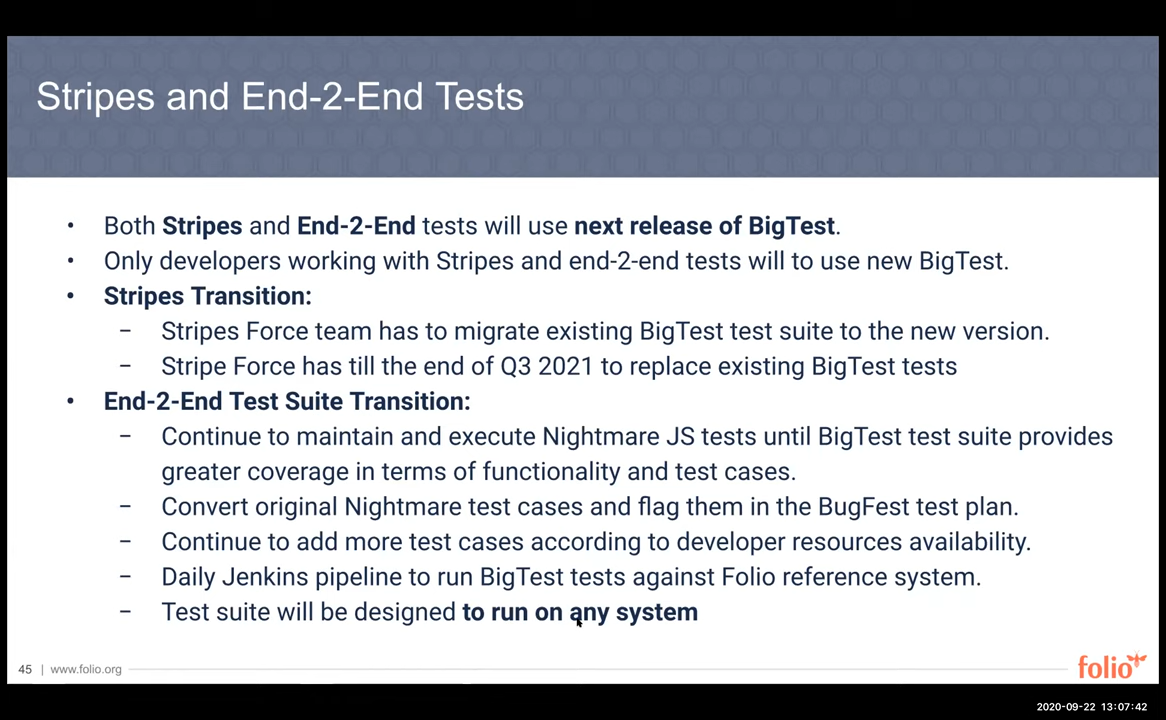 Stripes and End-2-End Tests
• Both Stripes and End-2-End tests will use next release of BigTest.
• Only developers working with Stripes and end-2-end tests will to use new BigTest.
• Stripes Transition:
− Stripes Force team has to migrate existing BigTest test suite to the new version.
− Stripe Force has till the end of Q3 2021 to replace existing BigTest tests
• End-2-End Test Suite Transition:
− Continue to maintain and execute Nightmare JS tests until BigTest test suite provides
greater coverage in terms of functionality and test cases.
− Convert original Nightmare test cases and flag them in the BugFest test plan.
− Continue to add more test cases according to developer resources availability.
− Daily Jenkins pipeline to run BigTest tests against Folio reference system.
− Test suite will be designed to run on any system
45 | www.folio.org
folio
2020-09-22 13:07:42